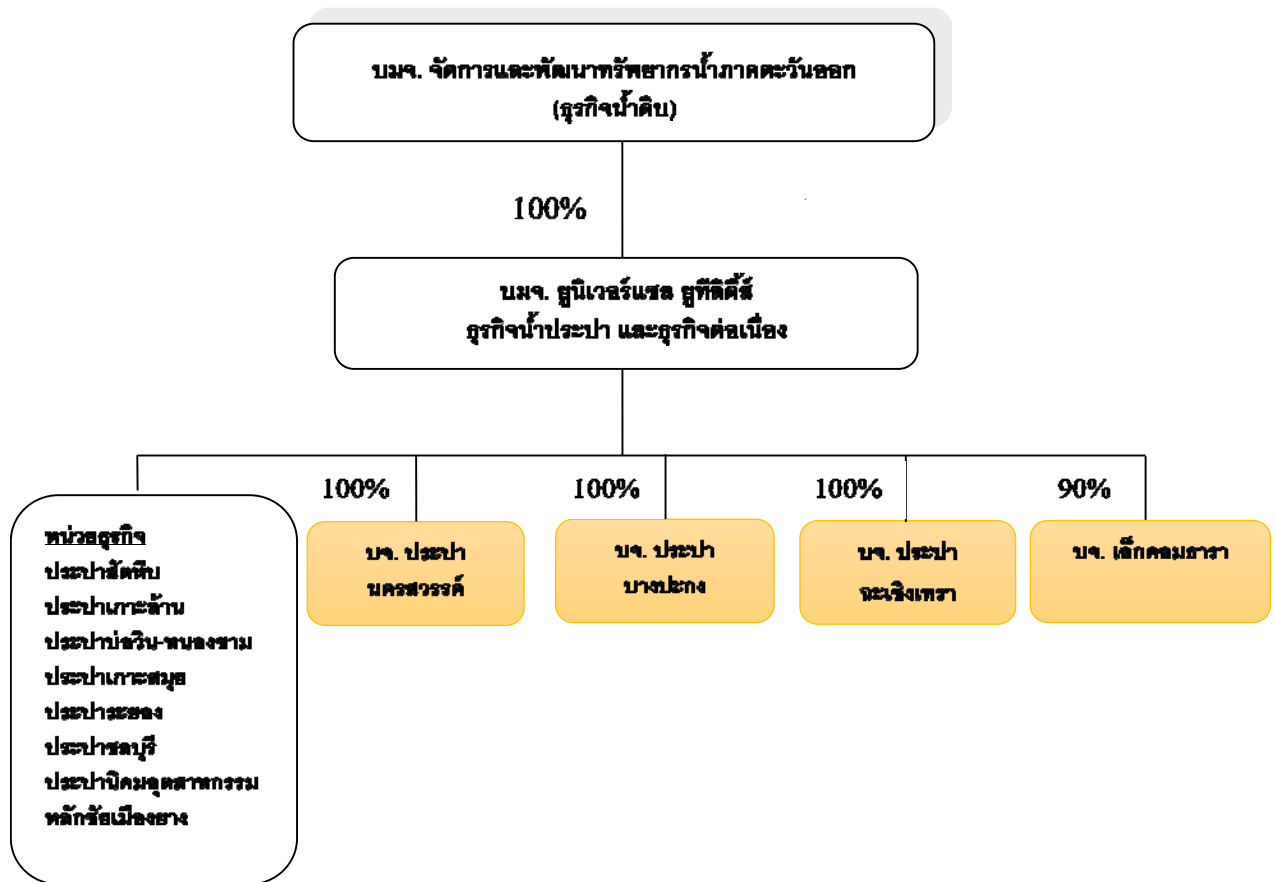 บมจ. จัดการและพัฒนาทรัพยากรน้ำภาคตะวันออก
(ธุรกิจน้ำดิบ)
100%
บมจ. ยูนิเวอร์แซล ยูทีลิตี้ส์
ธุรกิจน้ำประปา และธุรกิจต่อเนื่อง
100%
100%
100%
90%
หน่วยธุรกิจ
ประปาสัตหีบ
ประปาเกาะล้าน
ประปาบ่อวิน-หนองขาม
ประปาเกาะสมุย
ประปาระยอง
ประปาชลบุรี
ประปานิคมอุตสาหกรรม
หลักชัยเมืองยาง
บจ. ประปา
นครสวรรค์
บจ. ประปา
บางปะกง
บจ. ประปา
ฉะเชิงเทรา
บจ. เอ็กคอมธารา